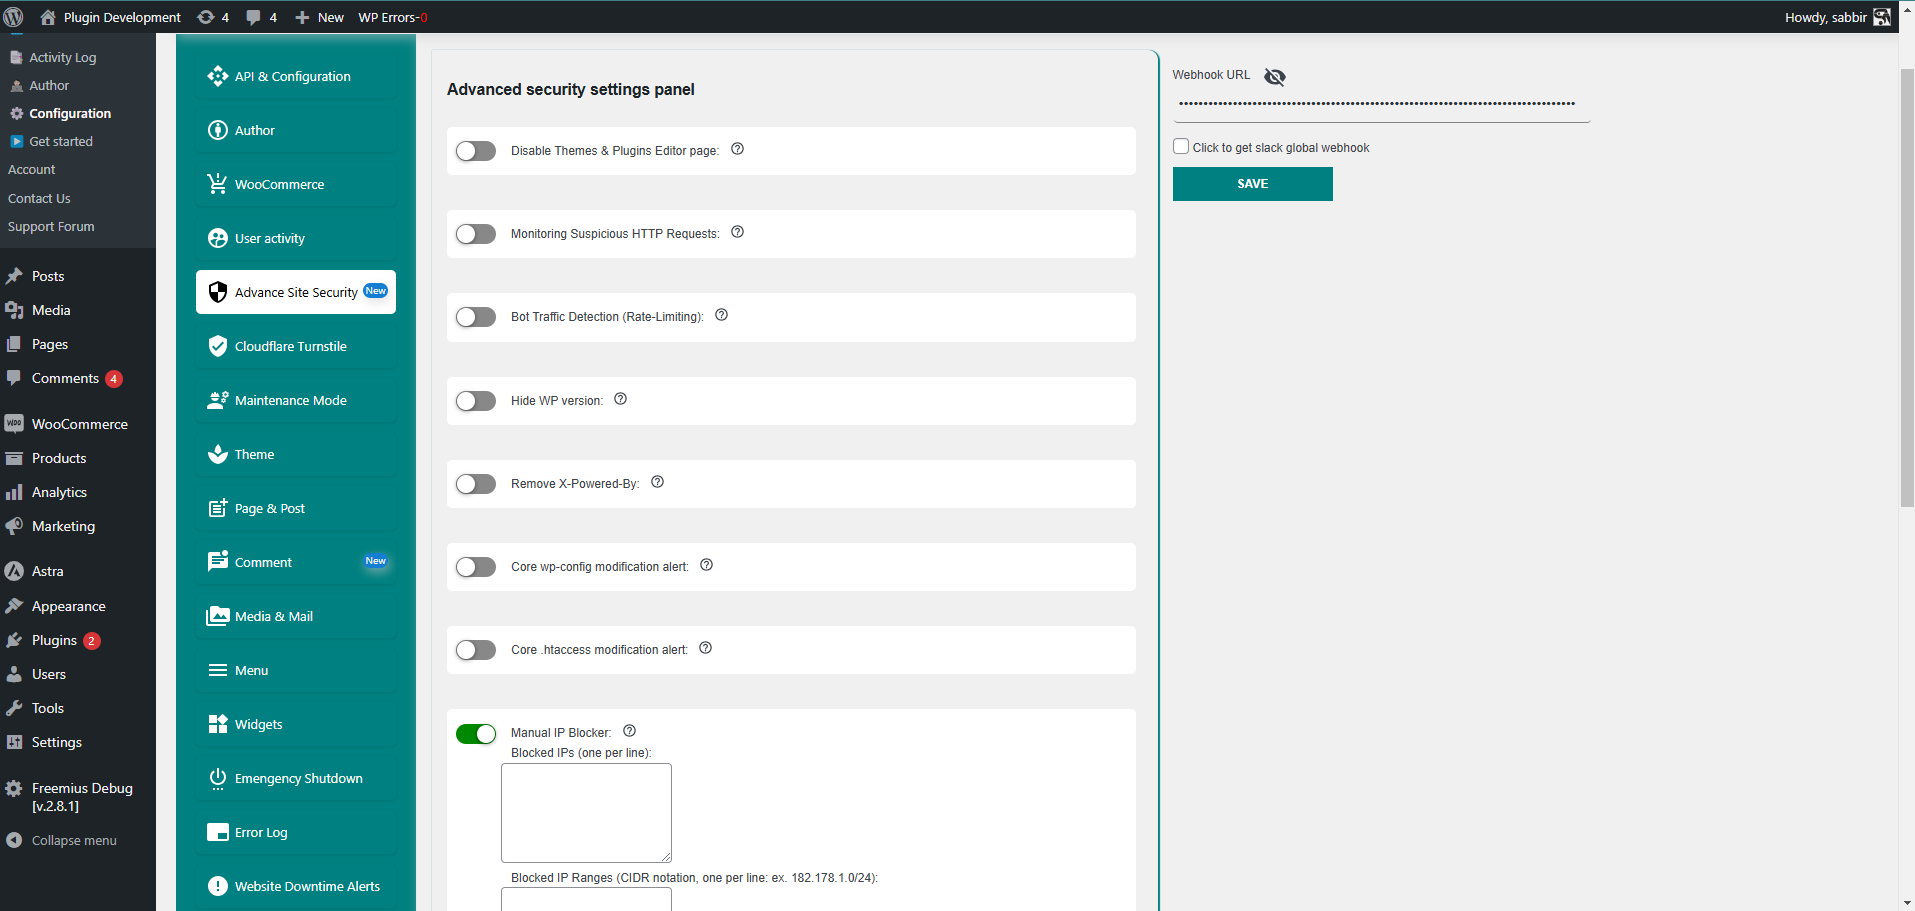 Plugin Development
4
4
New
WP Errors-0
Howdy, sabbir
Activity Log
Author
Configuration
Get started
Account
Contact Us
Support Forum
Posts
Media
Pages
Comments 4
WooCommerce
Products
Analytics
Marketing
Astra
Appearance
Plugins 2
Users
Tools
Settings
Freemius Debug
[v.2.8.1]
Collapse menu
API & Configuration
Author
WooCommerce
User activity
Advance Site Security New
Cloudflare Turnstile
Maintenance Mode
Theme
Page & Post
Comment New
Media & Mail
Menu
Widgets
Emengency Shutdown
Error Log
Website Downtime Alerts
Advanced security settings panel
Disable Themes & Plugins Editor page:
Monitoring Suspicious HTTP Requests:
Bot Traffic Detection (Rate-Limiting):
Hide WP version:
Remove X-Powered-By:
Core wp-config modification alert:
Core .htaccess modification alert:
Manual IP Blocker:
Blocked IPs (one per line):
Blocked IP Ranges (CIDR notation, one per line: ex. 182.178.1.0/24):
Webhook URL
Click to get slack global webhook
SAVE